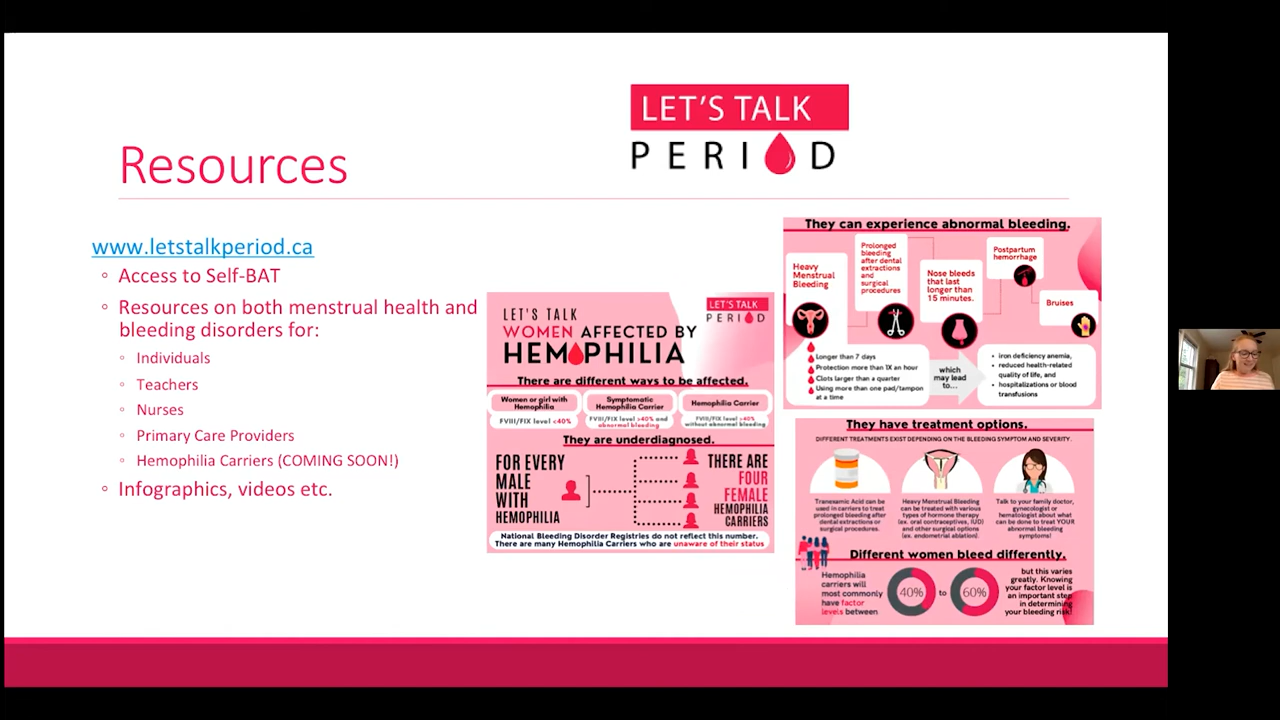 LET'S TALK
PERIOD
Resources
www.letstalkperiod.ca
Access to Self-BAT
Resources on both menstrual health and
bleeding disorders for:
Individuals
Teachers
Nurses
Primary Care Providers
Hemophilia Carriers (COMING SOON!)
Infographics, videos etc.
LET'S TALK
WOMEN AFFECTED BY
HEMOPHILIA
LET'S TALK
PERIOD
There are different ways to be affected.
Women or girl with
Hemophilia
FVIII/FIX level <40%
Symptomatic
Hemophilia Carrier
FVIII/FIX level >40% and
abnormal bleeding
Hemophilia Carrier
FVIII/FIX level >40%
without abnormal bleeding
They are underdiagnosed.
FOR EVERY
MALE
WITH
HEMOPHILIA
THERE ARE
FOUR
FEMALE
HEMOPHILIA
CARRIERS
National Bleeding Disorder Registries do not reflect this number.
There are many Hemophilia Carriers who are unaware of their status
They can experience abnormal bleeding.
Heavy
Menstrual
Bleeding
Prolonged
bleeding
after dental
extractions
and
surgical
procedures
Nose bleeds
that last
longer than
15 minutes.
Postpartum
hemorrhage
Bruises
Longer than 7 days
Protection more than 1X an hour
Clots larger than a quarter
Using more than one pad/tampon
at a time
which
may lead
to...
• iron deficiency anemia,
• reduced health-related
quality of life, and
• hospitalizations or blood
transfusions
They have treatment options.
DIFFERENT TREATMENTS EXIST DEPENDING ON THE BLEEDING SYMPTOM AND SEVERITY.
Tranexamic Acid can be
used in carriers to treat
prolonged bleeding after
dental extractions or
surgical procedures.
Heavy Menstrual Bleeding
can be treated with various
types of hormone therapy
(ex. oral contraceptives, IUD)
and other surgical options
(ex. endometrial ablation).
Talk to your family doctor,
gynecologist or
hematologist about what
can be done to treat YOUR
abnormal bleeding
symptoms!
Different women bleed differently.
Hemophilia
carriers will
most commonly
have factor
levels between
40%
to
60%
but this varies
greatly. Knowing
your factor level is
an important step
in determining
your bleeding risk!